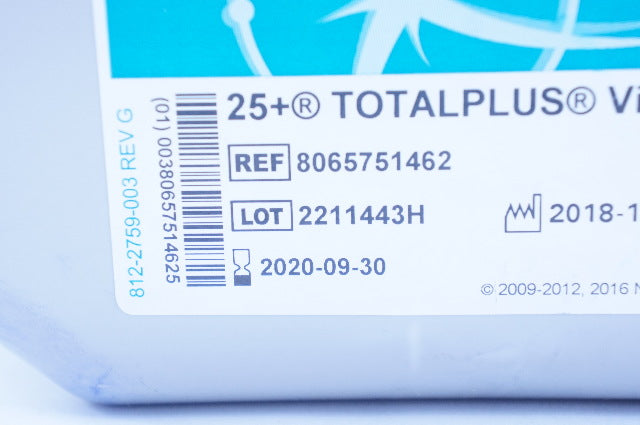 25+® TOTALPLUS® Vi
REF 8065751462
LOT 2211443H
2018-1
2020-09-30
© 2009-2012, 2016 N
(01) 00380657514625
812-2759-003 REV G